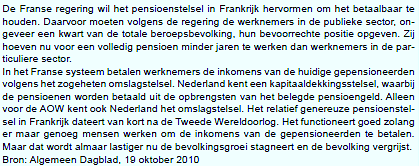 De Franse regering wil het pensioenstelsel in Frankrijk hervormen om het betaalbaar te
houden. Daarvoor moeten volgens de regering de werknemers in de publieke sector, on-
geveer een kwart van de totale beroepsbevolking, hun bevoorrechte positie opgeven. Zij
hoeven nu voor een volledig pensioen minder jaren te werken dan werknemers in de par-
ticuliere sector.
In het Franse systeem betalen werknemers de inkomens van de huidige gepensioneerden
volgens het zogeheten omslagstelsel. Nederland kent een kapitaaldekkingsstelsel, waarbij
de pensioenen worden betaald uit de opbrengsten van het belegde pensioengeld. Alleen
voor de AOW kent ook Nederland het omslagstelsel. Het relatief genereuze pensioenstel-
sel in Frankrijk dateert van kort na de Tweede Wereldoorlog. Het functioneert goed zolang
er maar genoeg mensen werken om de inkomens van de gepensioneerden te betalen.
Maar dat wordt almaar lastiger nu de bevolkingsgroei stagneert en de bevolking vergrijst.
Bron: Algemeen Dagblad, 19 oktober 2010